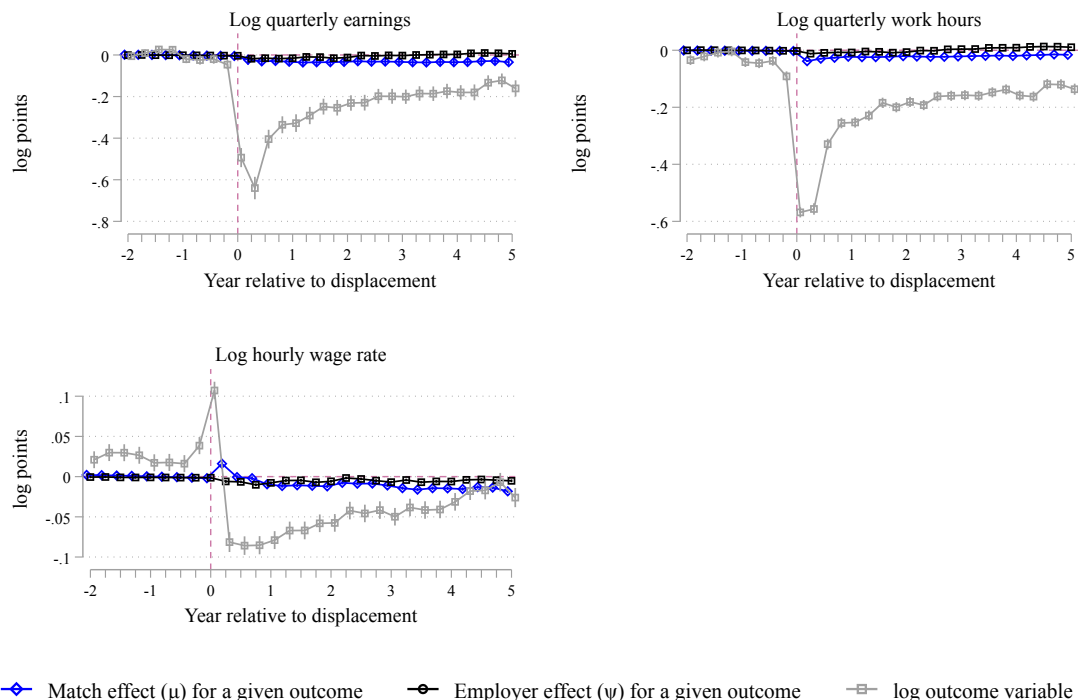 Log quarterly earnings
log points
0
-.2
-.4
-.6
-.8
-2 -1 0 1 2 3 4 5
Year relative to displacement
Log quarterly work hours
log points
0
-.2
-.4
-.6
-2 -1 0 1 2 3 4 5
Year relative to displacement
Log hourly wage rate
log points
.1
.05
0
-.05
-.1
-2 -1 0 1 2 3 4 5
Year relative to displacement
Match effect (μ) for a given outcome Employer effect (ψ) for a given outcome log outcome variable